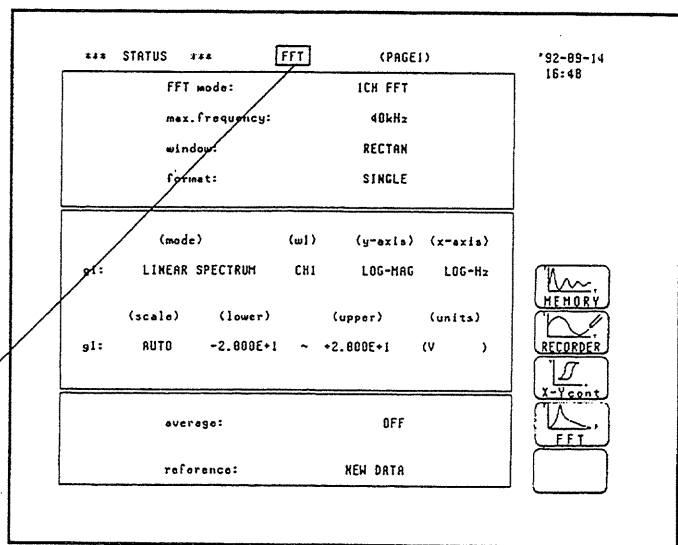 *** STATUS *** FFT (PAGE1) '92-09-14
16:48
FFT mode: 1CH FFT
max.frequency: 40kHz
window: RECTAN
format: SINGLE
(mode) (w1) (y-axis) (x-axis)
g1: LINEAR SPECTRUM CH1 LOG-MAG LOG-Hz
(scale) (lower) (upper) (units)
g1: AUTO -2.000E+1 ~ +2.000E+1 (V )
average: OFF
reference: NEW DATA
MEMORY
RECORDER
X-Ycont
FFT